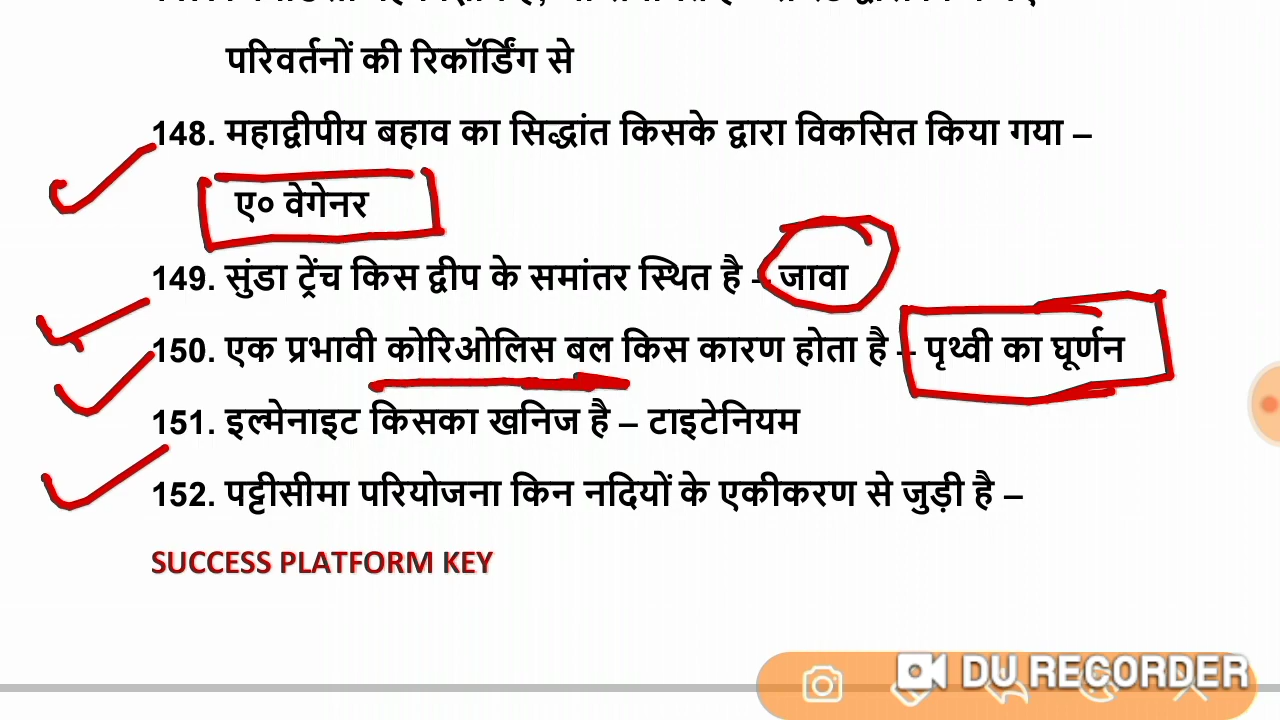 परिवर्तनों की रिकॉर्डिंग से
148. महाद्वीपीय बहाव का सिद्धांत किसके द्वारा विकसित किया गया –
ए० वेगेनर
149. सुंडा ट्रेंच किस द्वीप के समांतर स्थित है – जावा
150. एक प्रभावी कोरिओलिस बल किस कारण होता है – पृथ्वी का घूर्णन
151. इल्मेनाइट किसका खनिज है – टाइटेनियम
152. पट्टीसीमा परियोजना किन नदियों के एकीकरण से जुड़ी है –
SUCCESS PLATFORM KEY
DU RECORDER